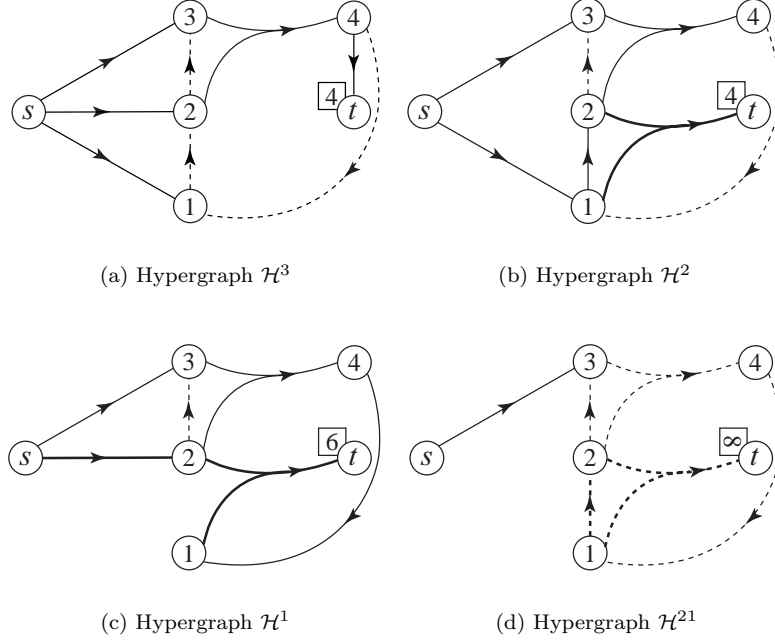 3 4 3 4
4 4
s 2 t s 2 t
1 1
(a) Hypergraph ℋ³ (b) Hypergraph ℋ²
3 4 3 4
6 ∞
s 2 t s 2 t
1 1
(c) Hypergraph ℋ¹ (d) Hypergraph ℋ²¹